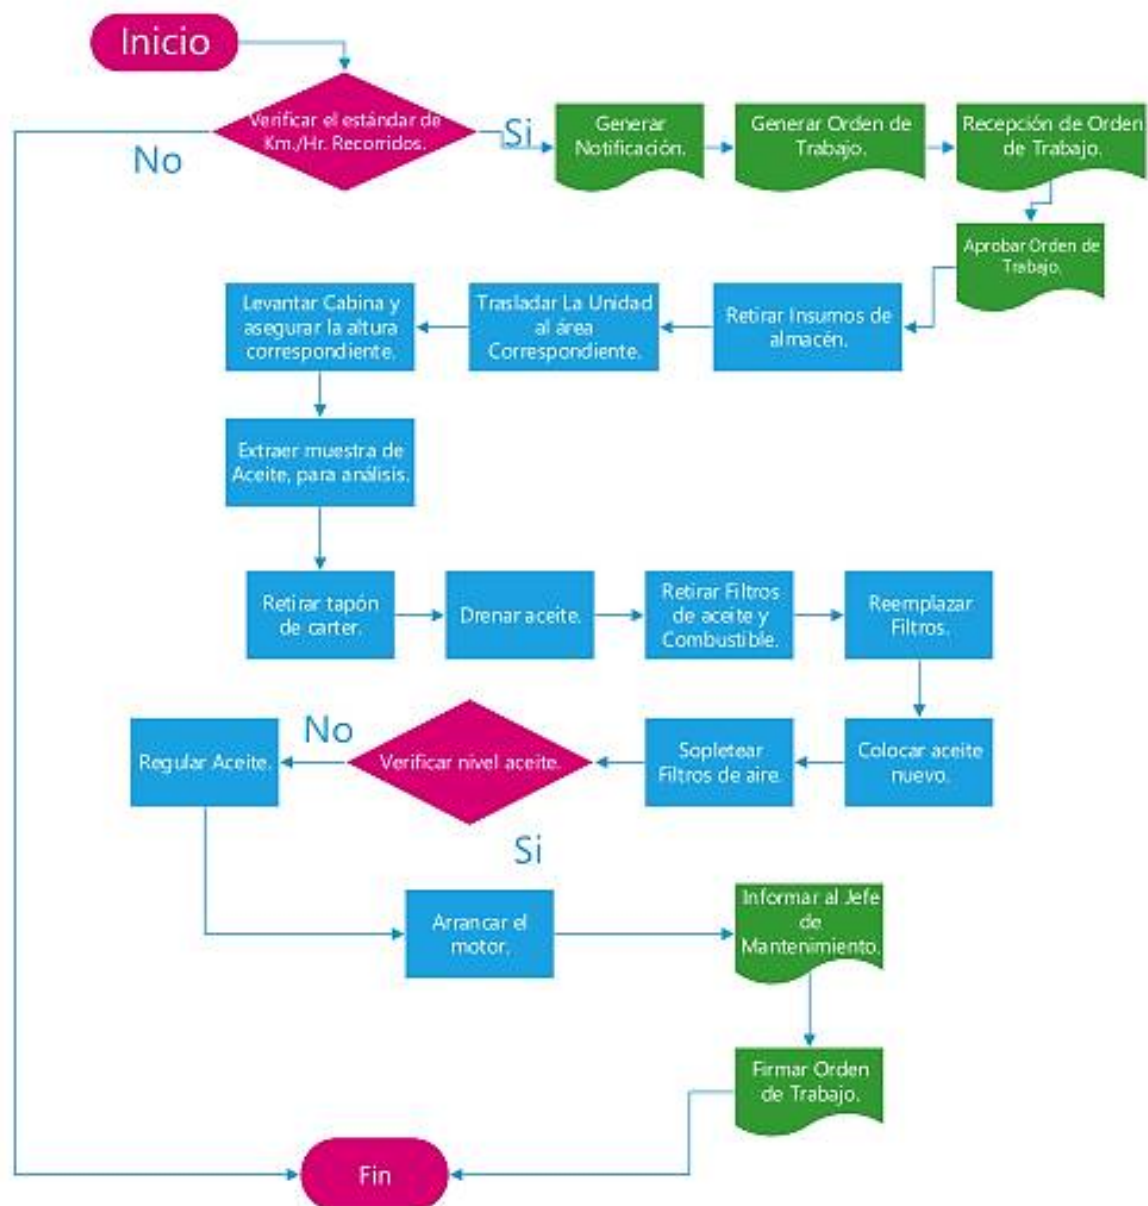 Inicio
Verificar el estándar de
Km./Hr. Recorridos.
No
Si
Generar
Notificación.
Generar Orden de
Trabajo.
Recepción de Orden
de Trabajo.
Aprobar Orden de
Trabajo.
Levantar Cabina y
asegurar la altura
correspondiente.
Trasladar La Unidad
al área
Correspondiente.
Retirar Insumos de
almacén.
Extraer muestra de
Aceite, para análisis.
Retirar tapón
de carter.
Drenar aceite.
Retirar Filtros
de aceite y
Combustible.
Reemplazar
Filtros.
Regular Aceite.
No
Verificar nivel aceite.
Sopletear
Filtros de aire.
Colocar aceite
nuevo.
Si
Arrancar el
motor.
Informar al Jefe
de
Mantenimiento.
Firmar Orden
de Trabajo.
Fin